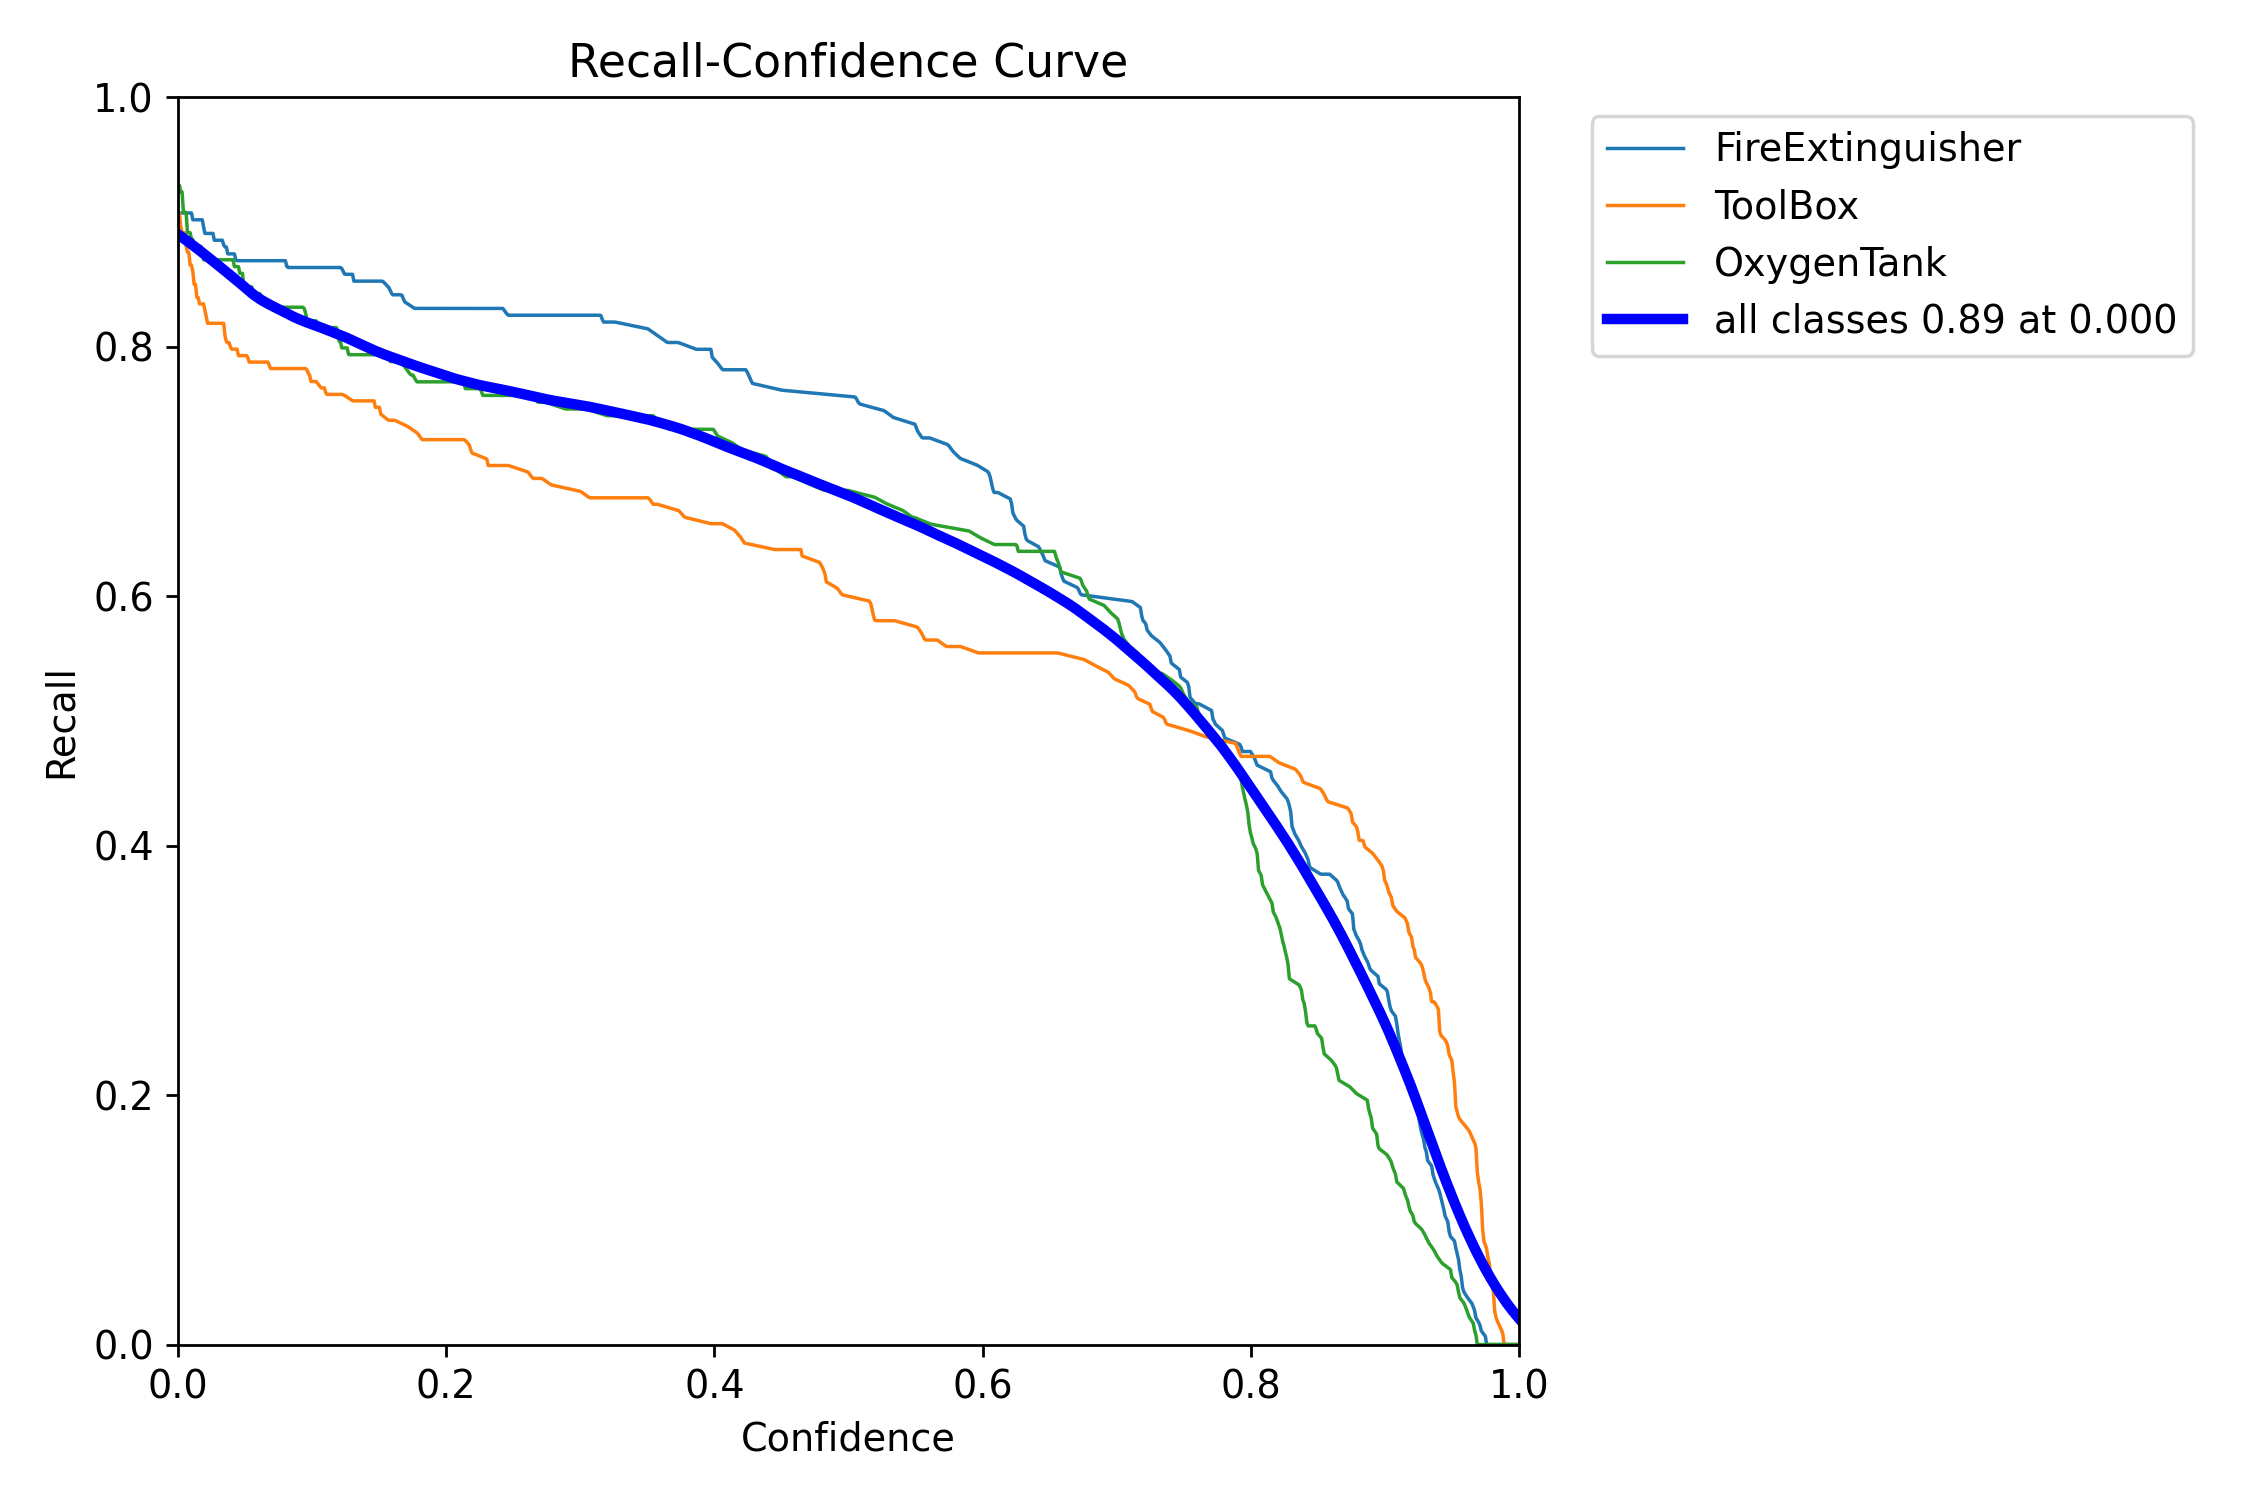 Recall-Confidence Curve
1.0
0.8
0.6
0.4
0.2
0.0
Recall
0.0 0.2 0.4 0.6 0.8 1.0
Confidence
FireExtinguisher
ToolBox
OxygenTank
all classes 0.89 at 0.000